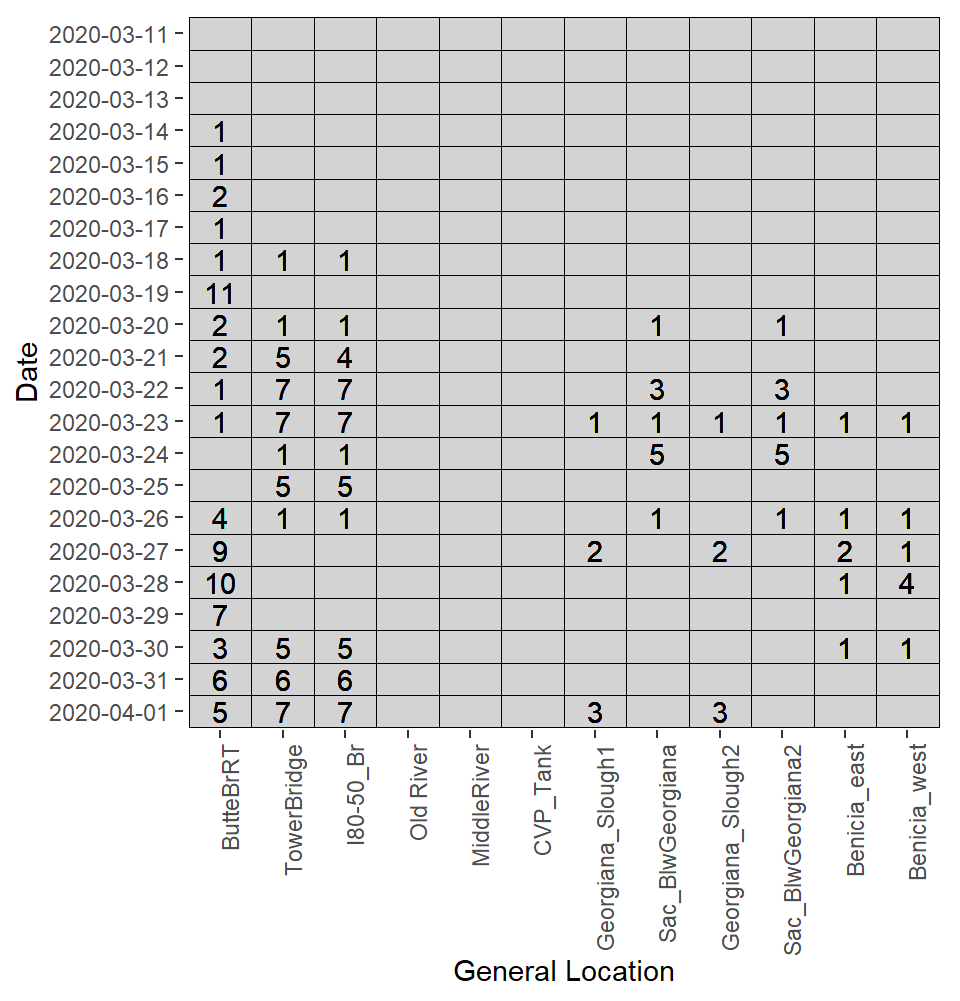 2020-03-11
2020-03-12
2020-03-13
2020-03-14 1
2020-03-15 1
2020-03-16 2
2020-03-17 1
2020-03-18 1 1 1
2020-03-19 11
2020-03-20 2 1 1 1 1
2020-03-21 2 5 4
2020-03-22 1 7 7 3 3
2020-03-23 1 7 7 1 1 1 1 1 1
2020-03-24 1 1 5 5
2020-03-25 5 5
2020-03-26 4 1 1 1 1 1 1
2020-03-27 9 2 2 2 1
2020-03-28 10 1 4
2020-03-29 7
2020-03-30 3 5 5 1 1
2020-03-31 6 6 6
2020-04-01 5 7 7 3 3
Date
ButteBrRT
TowerBridge
I80-50_Br
Old River
MiddleRiver
CVP_Tank
Georgiana_Slough1
Sac_BlwGeorgiana
Georgiana_Slough2
Sac_BlwGeorgiana2
Benicia_east
Benicia_west
General Location